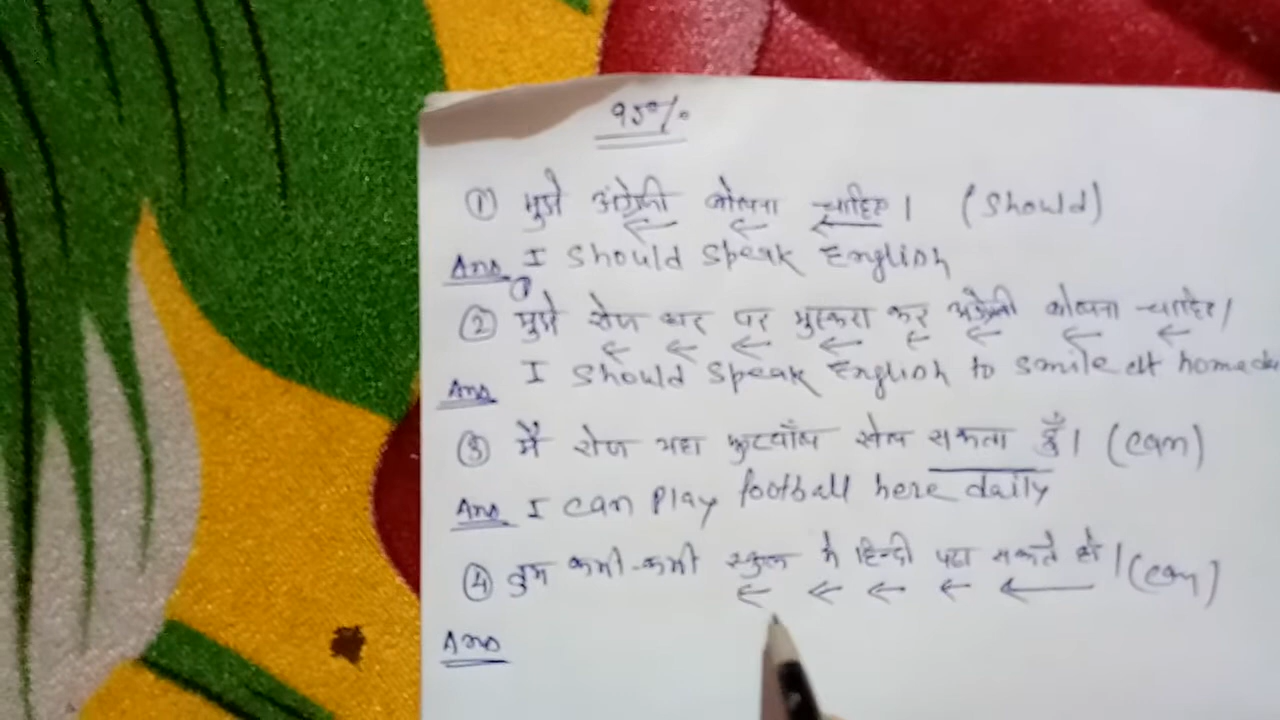 95%
① मुझे अंग्रेजी बोलना चाहिए। (Should)
Ans I should speak English
② मुझे रोज घर पर मुस्करा कर अंग्रेजी बोलना चाहिए।
Ans I should speak English to smile at home
③ मैं रोज यहा फुटबॉल खेल सकता हूँ। (can)
Ans I can play football here daily
④ तुम कभी-कभी स्कुल मे हिन्दी पढा सकते हो। (can)
Ans